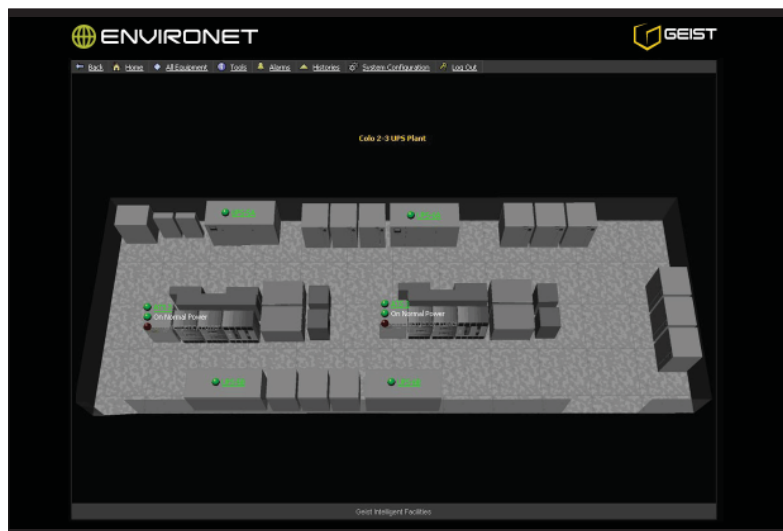 ENVIRONET
GEIST
Back Home All Equipment Tools Alarms Histories System Configuration Log Out
Colo 2-3 UPS Plant
On Normal Power
On Normal Power
Geist Intelligent Facilities